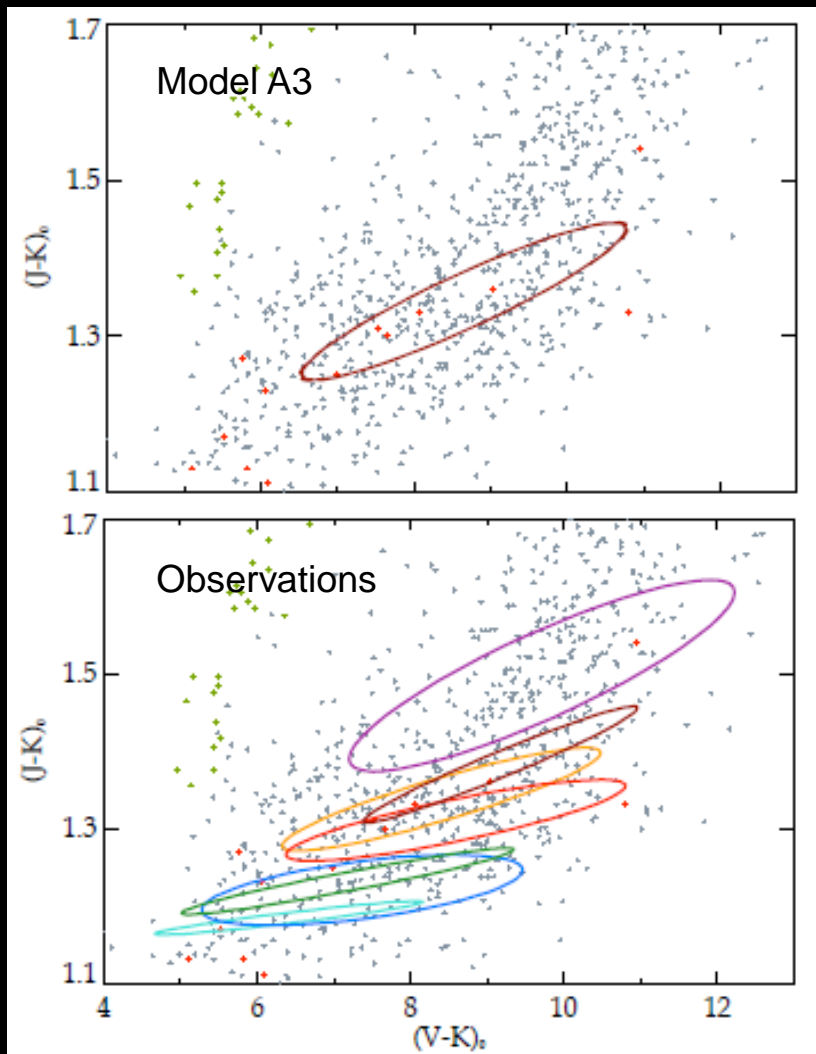 1.7
Model A3
1.5
(J-K)₀
1.3
1.1
1.7
Observations
1.5
(J-K)₀
1.3
1.1
4 6 8 10 12
(V-K)₀